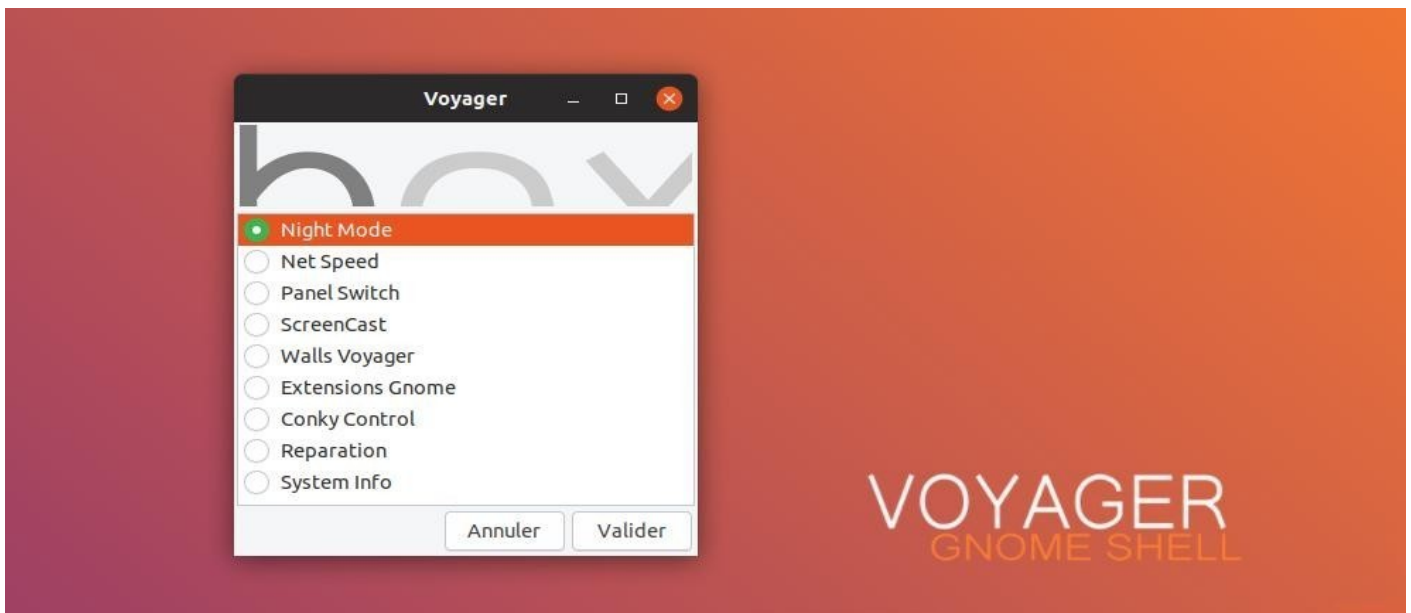 Voyager
box
Night Mode
Net Speed
Panel Switch
ScreenCast
Walls Voyager
Extensions Gnome
Conky Control
Reparation
System Info
Annuler
Valider
VOYAGER
GNOME SHELL